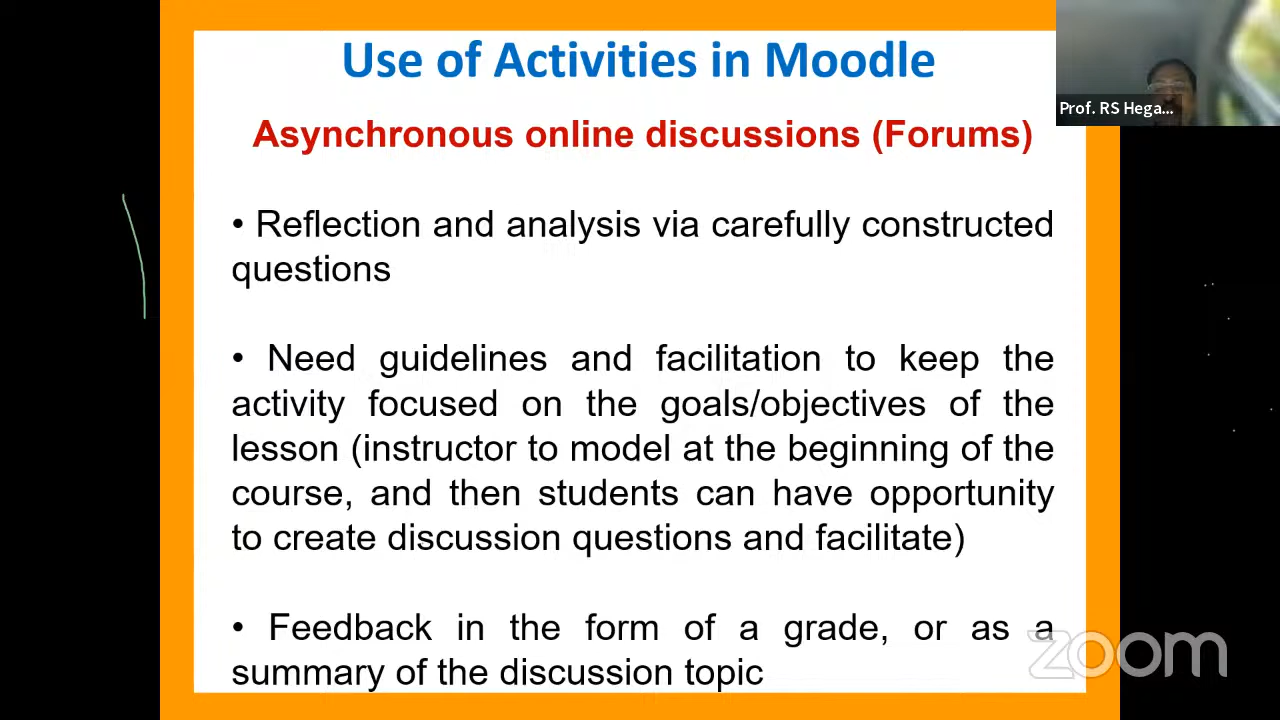 Use of Activities in Moodle
Prof. RS Hega...
Asynchronous online discussions (Forums)
• Reflection and analysis via carefully constructed
questions
• Need guidelines and facilitation to keep the
activity focused on the goals/objectives of the
lesson (instructor to model at the beginning of the
course, and then students can have opportunity
to create discussion questions and facilitate)
• Feedback in the form of a grade, or as a
summary of the discussion topic
zoom